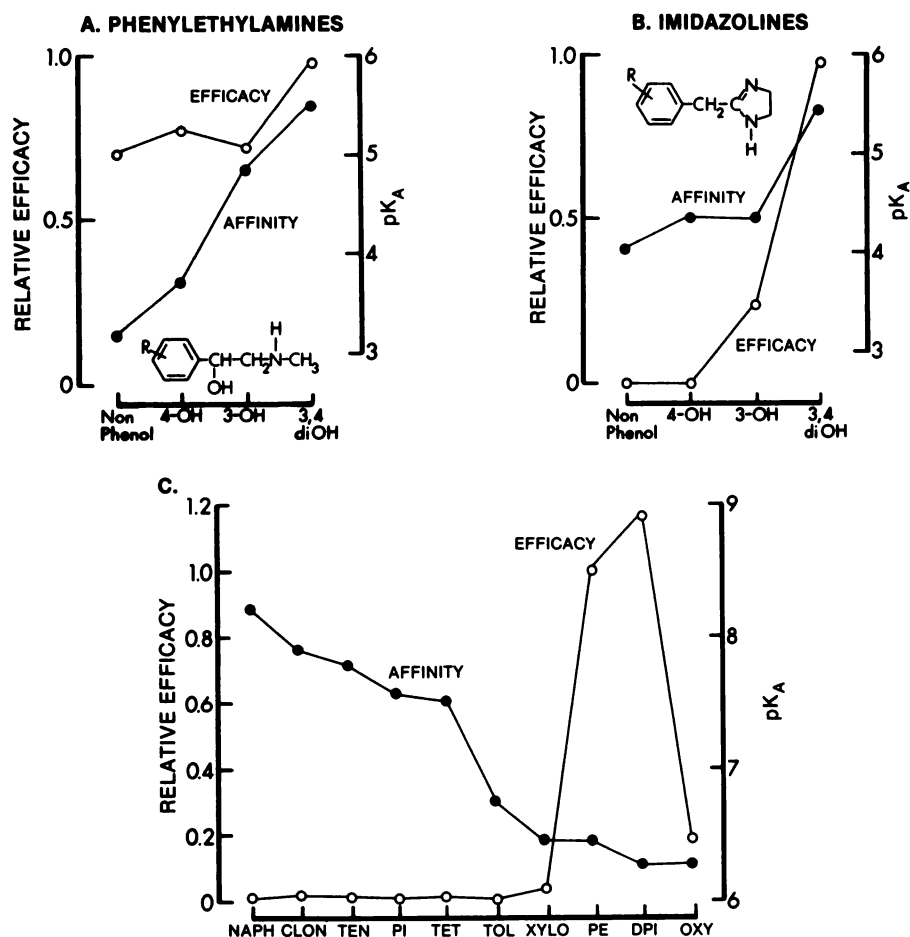 A. PHENYLETHYLAMINES
1.0
0.5
0
RELATIVE EFFICACY
EFFICACY
AFFINITY
6
5
4
3
pKA
R
CH
OH
CH2
N
H
CH3
Non Phenol
4-OH
3-OH
3,4 diOH
B. IMIDAZOLINES
1.0
0.5
0
RELATIVE EFFICACY
R
CH2
C
N
N
H
AFFINITY
EFFICACY
6
5
4
3
pKA
Non Phenol
4-OH
3-OH
3,4 diOH
C.
1.2
1.0
0.8
0.6
0.4
0.2
0
RELATIVE EFFICACY
EFFICACY
AFFINITY
9
8
7
6
pKA
NAPH CLON TEN PI TET TOL XYLO PE DPI OXY